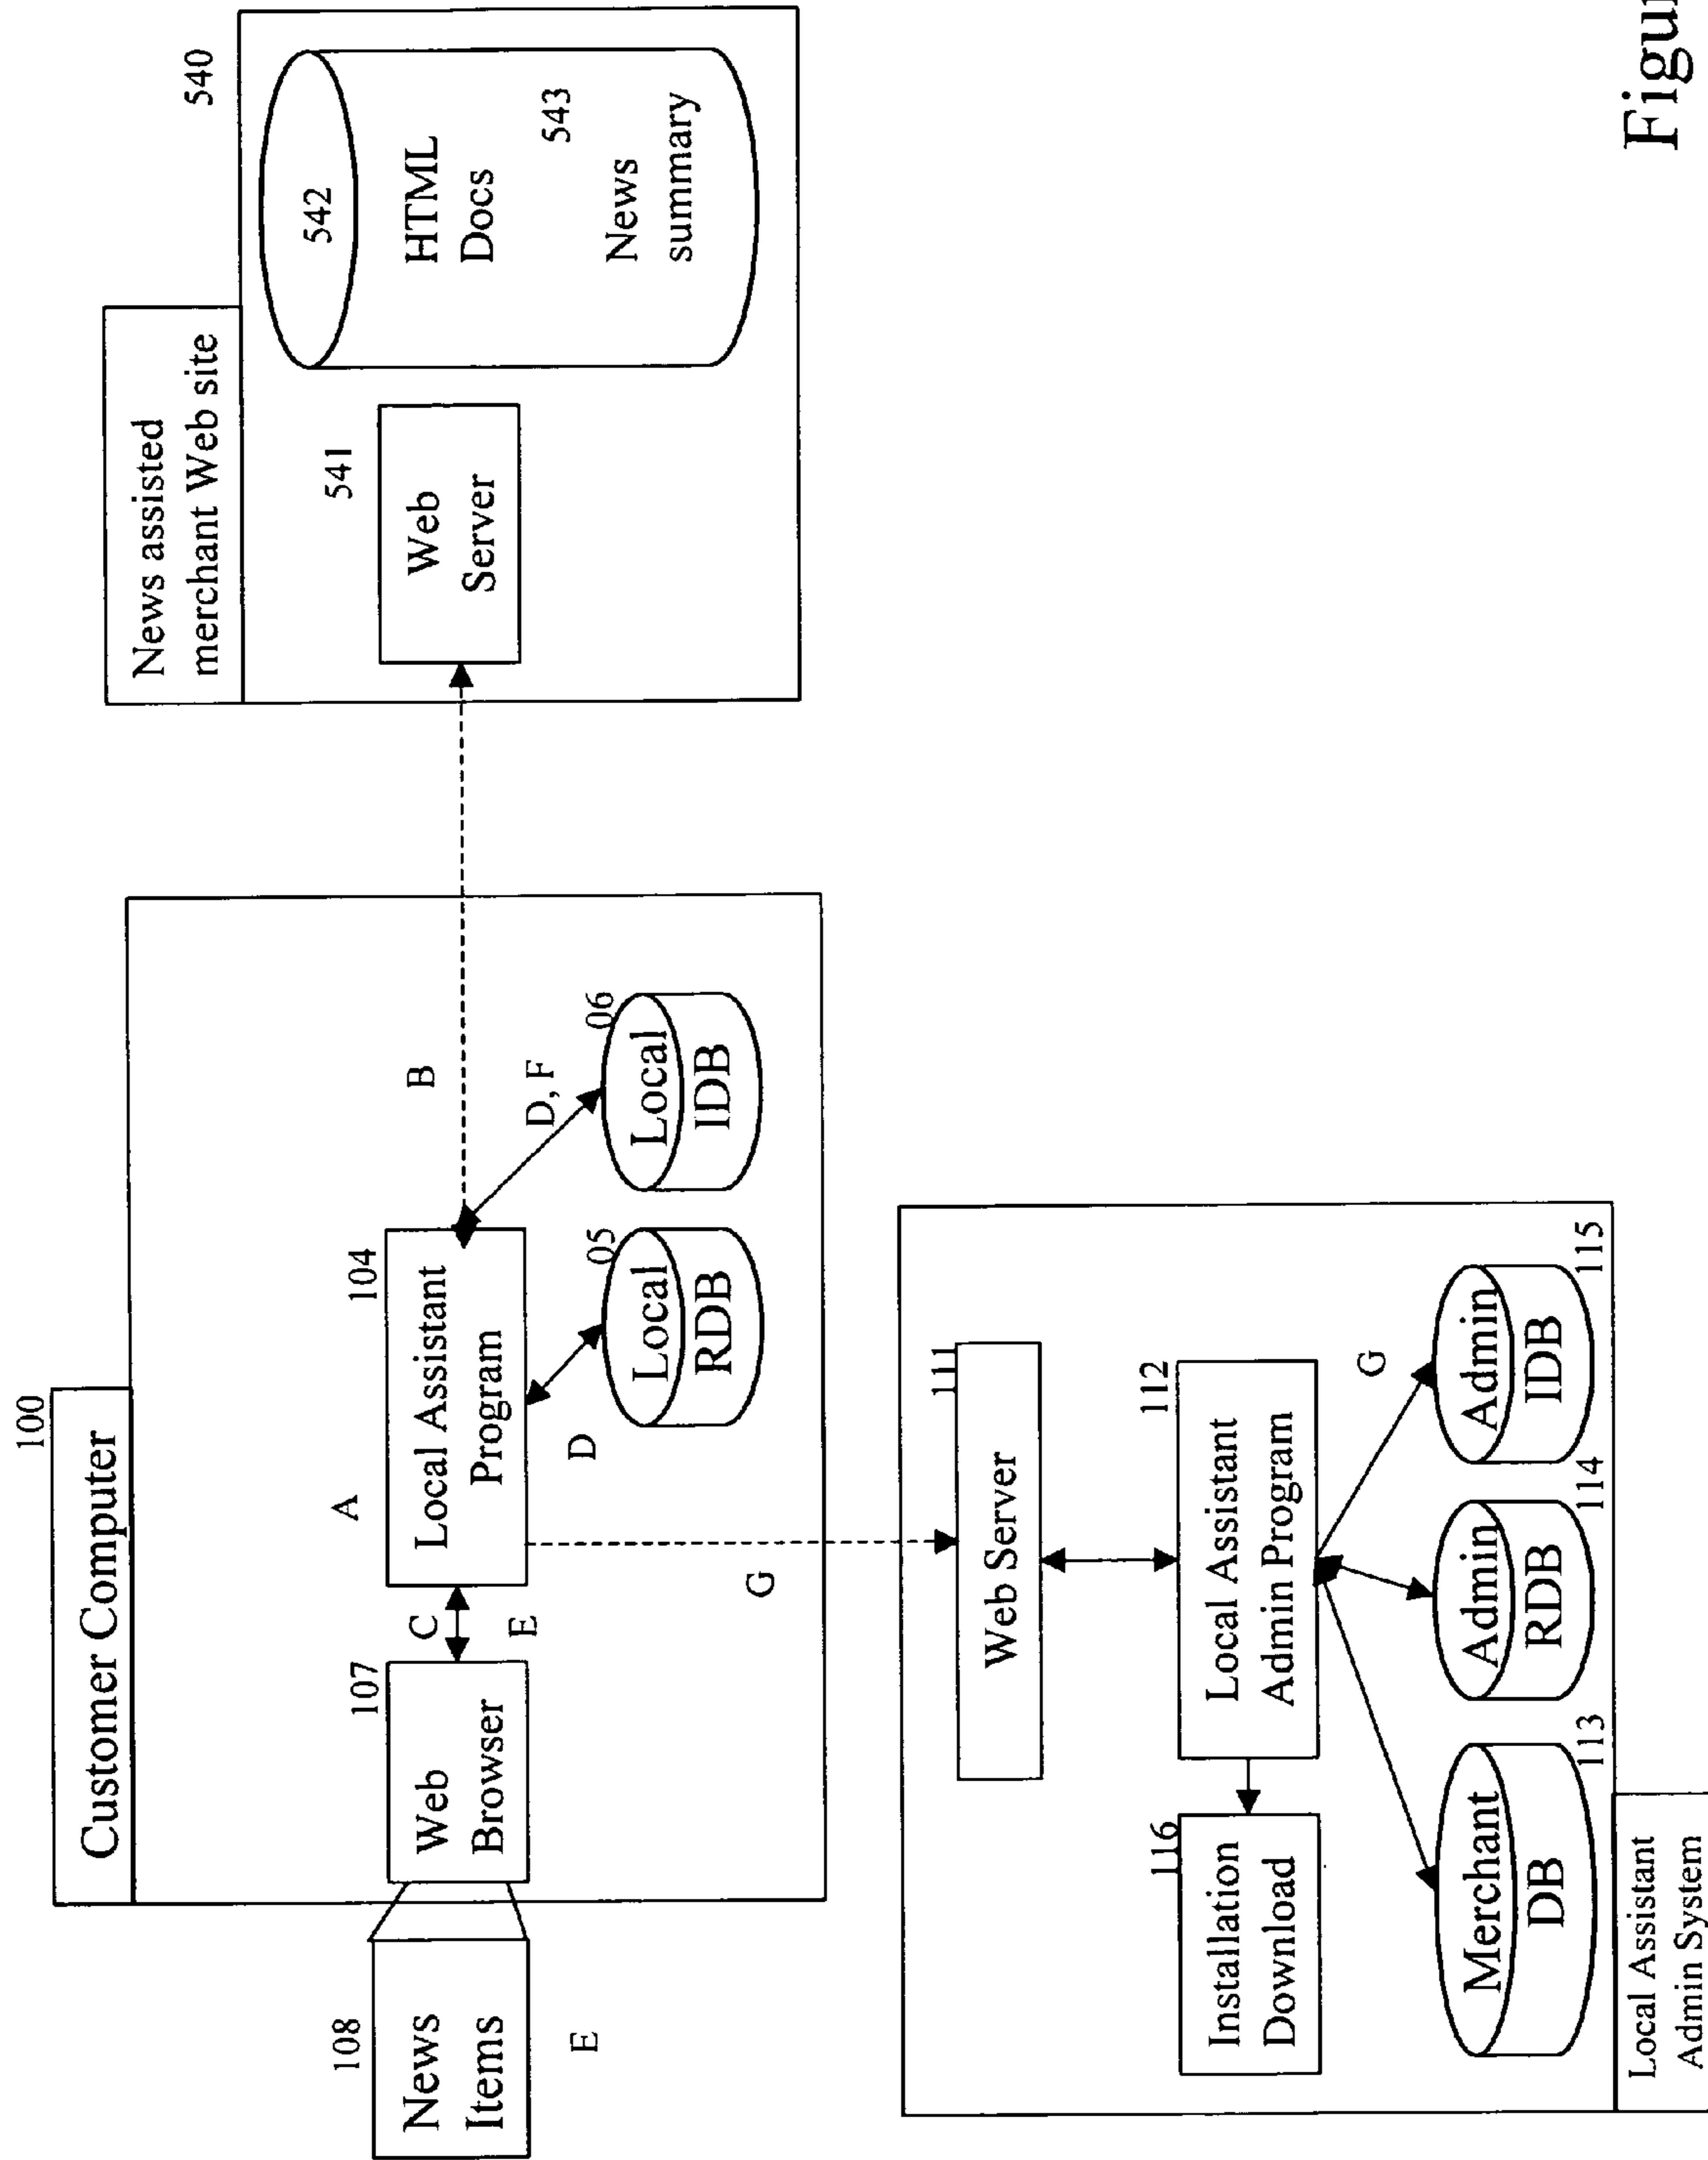 100
Customer Computer
A
104
Local Assistant
Program
107
Web
Browser
C
E
108
News
Items
E
B
D, F
06
Local
IDB
05
Local
RDB
D
G
News assisted
merchant Web site
540
541
Web
Server
542
HTML
Docs
543
News
summary
111
Web Server
112
Local Assistant
Admin Program
116
Installation
Download
G
Merchant
DB
113
Admin
RDB
114
Admin
IDB
115
Local Assistant
Admin System